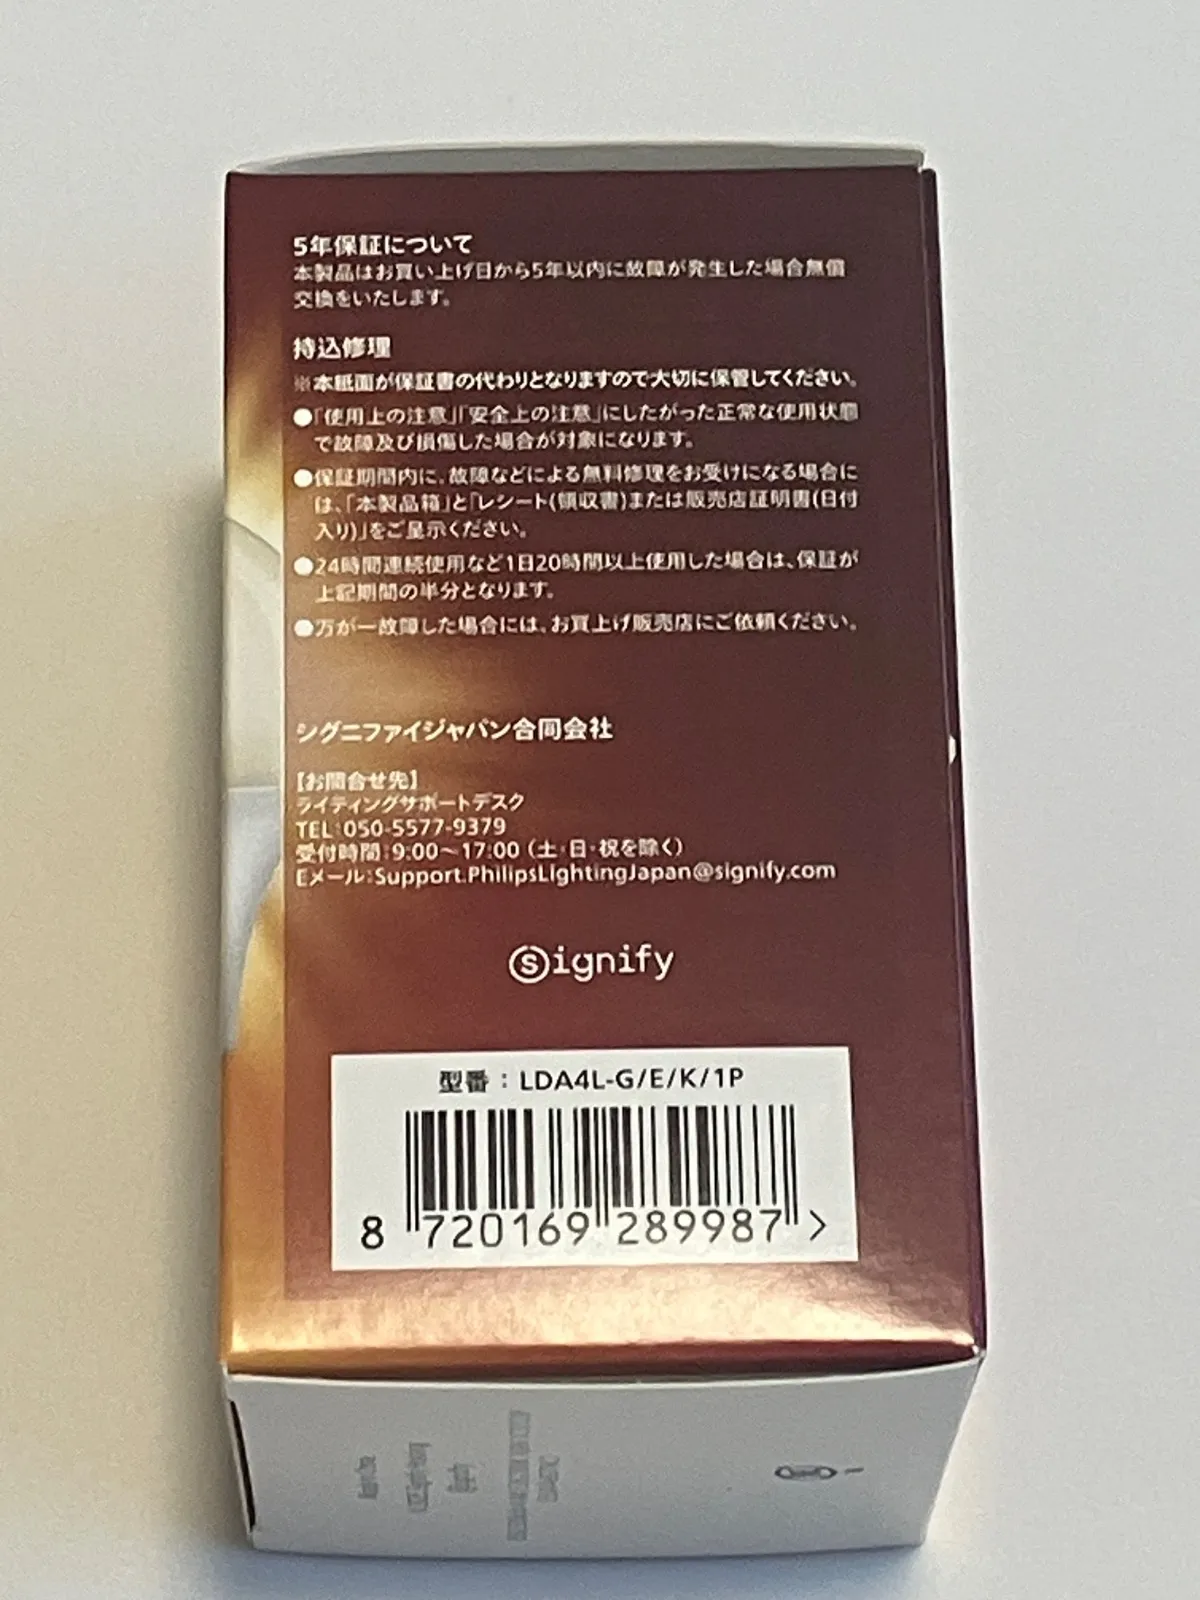 5年保証について
本製品はお買い上げ日から5年以内に故障が発生した場合無償
交換をいたします。
持込修理
※本紙面が保証書の代わりとなりますので大切に保管してください。
●「使用上の注意」「安全上の注意」にしたがった正常な使用状態
で故障及び損傷した場合が対象になります。
●保証期間内に、故障などによる無料修理をお受けになる場合に
は、「本製品箱」と「レシート(領収書)または販売店証明書(日付
入り)」をご呈示ください。
●24時間連続使用など1日20時間以上使用した場合は、保証が
上記期間の半分となります。
●万が一故障した場合には、お買上げ販売店にご依頼ください。
シグニファイジャパン合同会社
【お問合せ先】
ライティングサポートデスク
TEL:050-5577-9379
受付時間:9:00~17:00(土・日・祝を除く)
Eメール:Support.PhilipsLightingJapan@signify.com
Signify
型番：LDA4L-G/E/K/1P
8 720169 289987 >